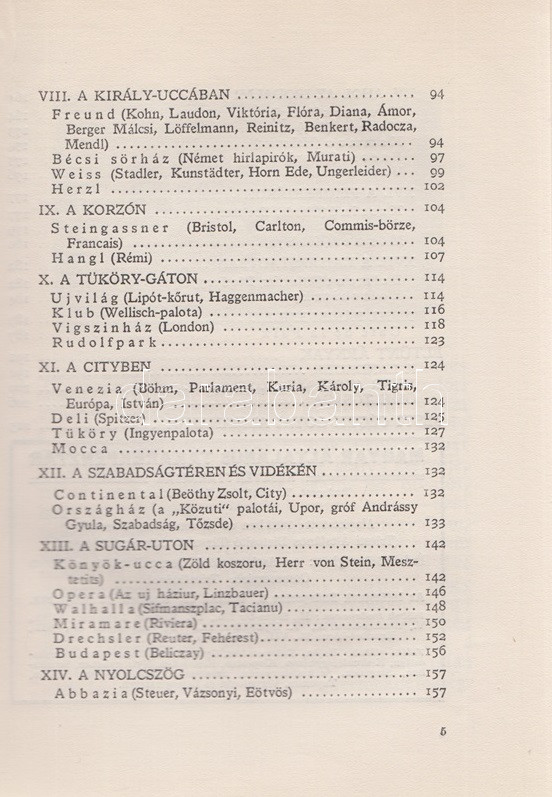 VIII. A KIRÁLY-UCCÁBAN 94
Freund (Kohn, Laudon, Viktória, Flóra, Diana, Ámor,
Berger Málcsi, Löffelmann, Reinitz, Benkert, Radocza,
Mendl) 94
Bécsi sörház (Német hirlapirók, Murati) 97
Weiss (Stadler, Kunstädter, Horn Ede, Ungerleider) 99
Herzl 102
IX. A KORZÓN 104
Steingassner (Bristol, Carlton, Commis-börze,
Francais) 104
Hangl (Rémi) 107
X. A TÜKÖRY-GÁTON 114
Ujvilág (Lipót-kőrut, Haggenmacher) 114
Klub (Wellisch-palota) 116
Vigszinház (London) 118
Rudolfpark 123
XI. A CITYBEN 124
Venezia (Böhm, Parlament, Kuria, Károly, Tigris,
Európa, István) 124
Deli (Spitzer) 125
Tüköry (Ingyenpalota) 127
Mocca 132
XII. A SZABADSÁGTÉREN ÉS VIDÉKÉN 132
Continental (Beöthy Zsolt, City) 132
Országház (a „Közuti" palotái, Upor, gróf Andrássy
Gyula, Szabadság, Tőzsde) 133
XIII. A SUGÁR-UTON 142
Könyök-ucca (Zöld koszoru, Herr von Stein, Mesz-
tetits) 142
Opera (Az uj háziur, Linzbauer) 146
Walhalla (Sifmanszplac, Tacianu) 148
Miramare (Riviera) 150
Drechsler (Reuter, Fehérest) 152
Budapest (Beliczay) 156
XIV. A NYOLCSZÖG 157
Abbazia (Steuer, Vázsonyi, Eötvös) 157
5
darabanth